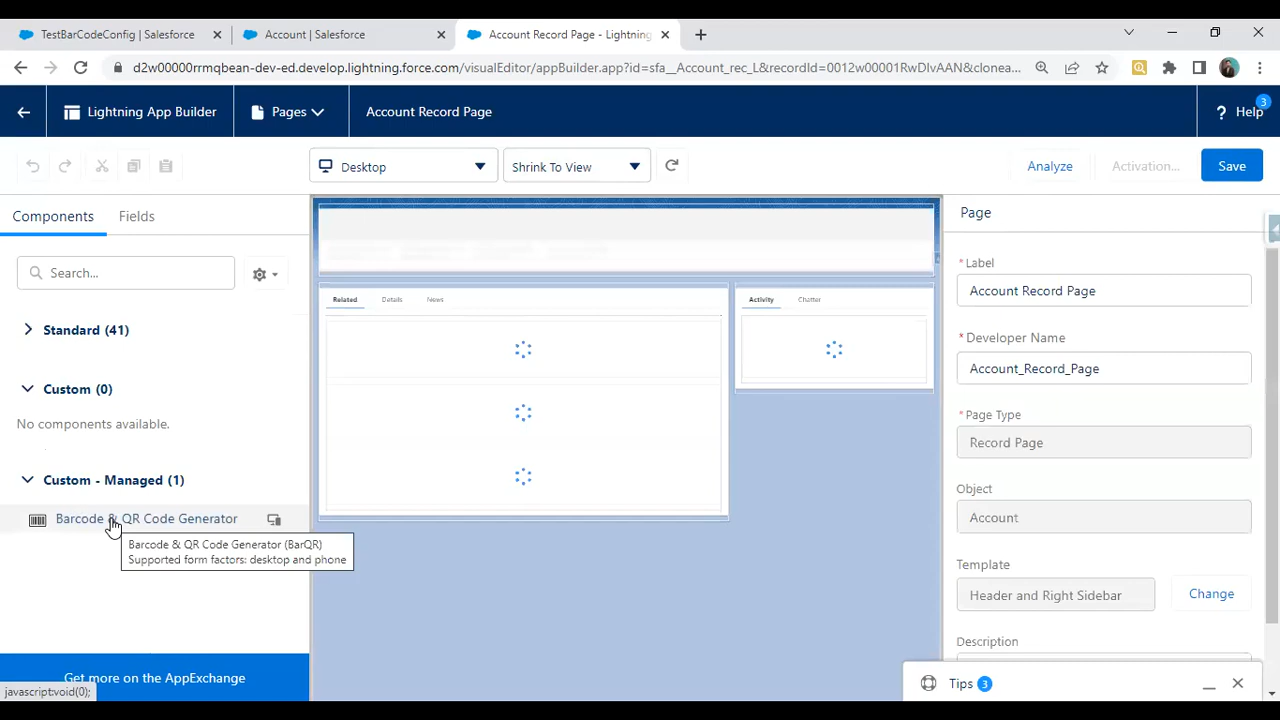 TestBarCodeConfig | Salesforce
Account | Salesforce
Account Record Page - Lightning
d2w00000rrmqbean-dev-ed.develop.lightning.force.com/visualEditor/appBuilder.app?id=sfa__Account_rec_L&recordId=0012w00001RwDlvAAN&clonea...
Lightning App Builder
Pages
Account Record Page
? Help
3
Desktop
Shrink To View
Analyze
Activation...
Save
Components
Fields
Search...
Standard (41)
Custom (0)
No components available.
Custom - Managed (1)
Barcode & QR Code Generator
Barcode & QR Code Generator (BarQR)
Supported form factors: desktop and phone
Get more on the AppExchange
javascript:void(0);
Related
Details
News
Activity
Chatter
Page
* Label
Account Record Page
* Developer Name
Account_Record_Page
* Page Type
Record Page
Object
Account
Template
Header and Right Sidebar
Change
Description
Tips 3